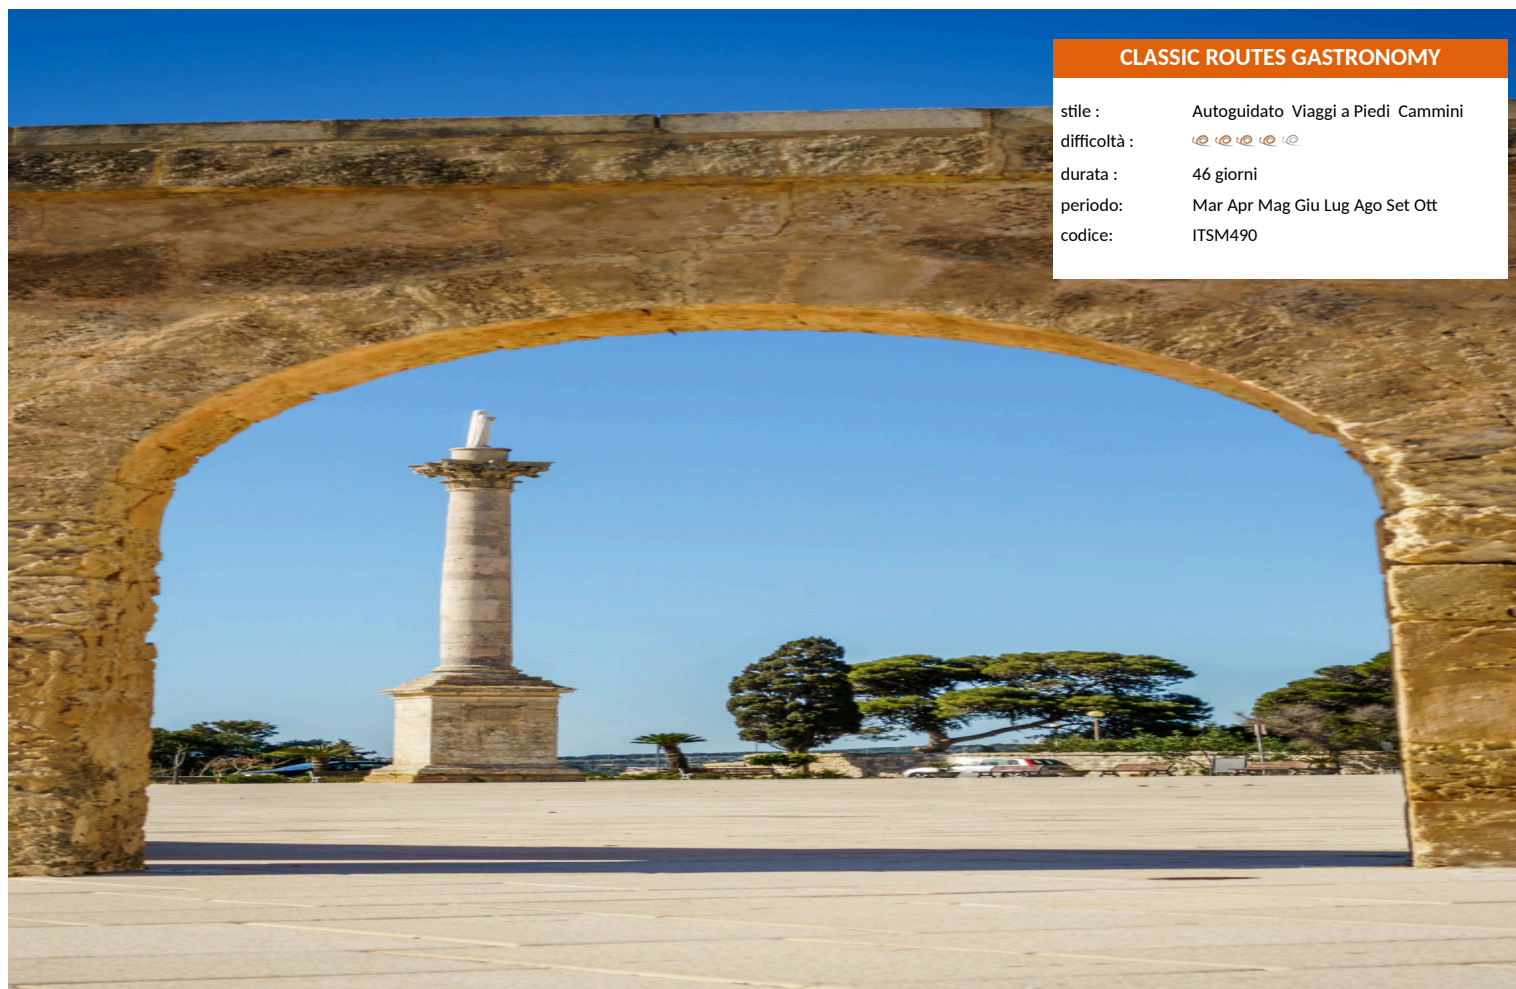 CLASSIC ROUTES GASTRONOMY
stile : Autoguidato Viaggi a Piedi Cammini
difficoltà :
durata : 46 giorni
periodo: Mar Apr Mag Giu Lug Ago Set Ott
codice: ITSM490